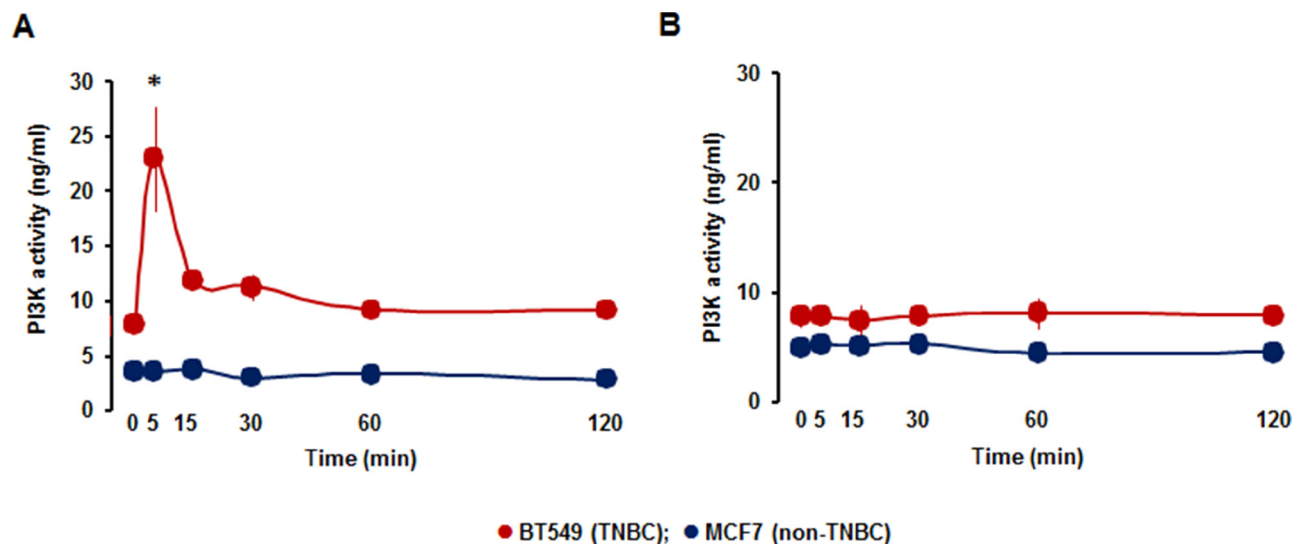 A
PI3K activity (ng/ml)
30
25
20
15
10
5
0
*
0 5 15 30 60 120
Time (min)
B
PI3K activity (ng/ml)
30
20
10
0
0 5 15 30 60 120
Time (min)
BT549 (TNBC); MCF7 (non-TNBC)